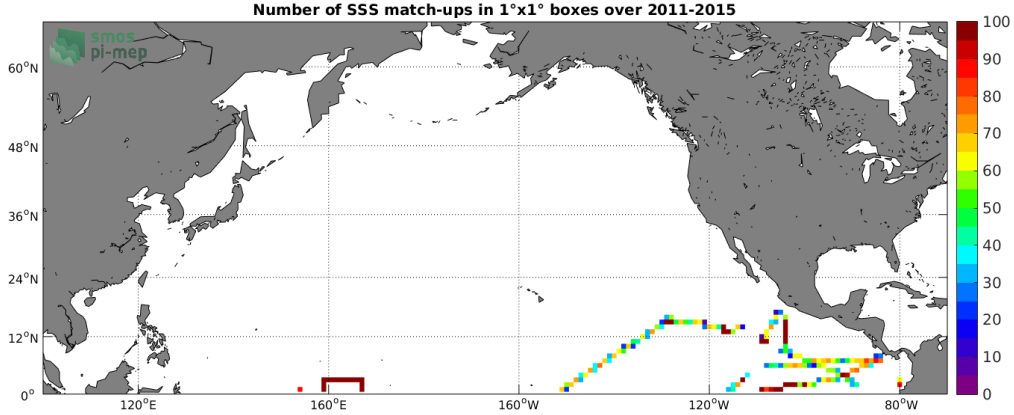 Number of SSS match-ups in 1°x1° boxes over 2011-2015
smos
pi-mep
60°N
48°N
36°N
24°N
12°N
0°
120°E
160°E
160°W
120°W
80°W
100
90
80
70
60
50
40
30
20
10
0